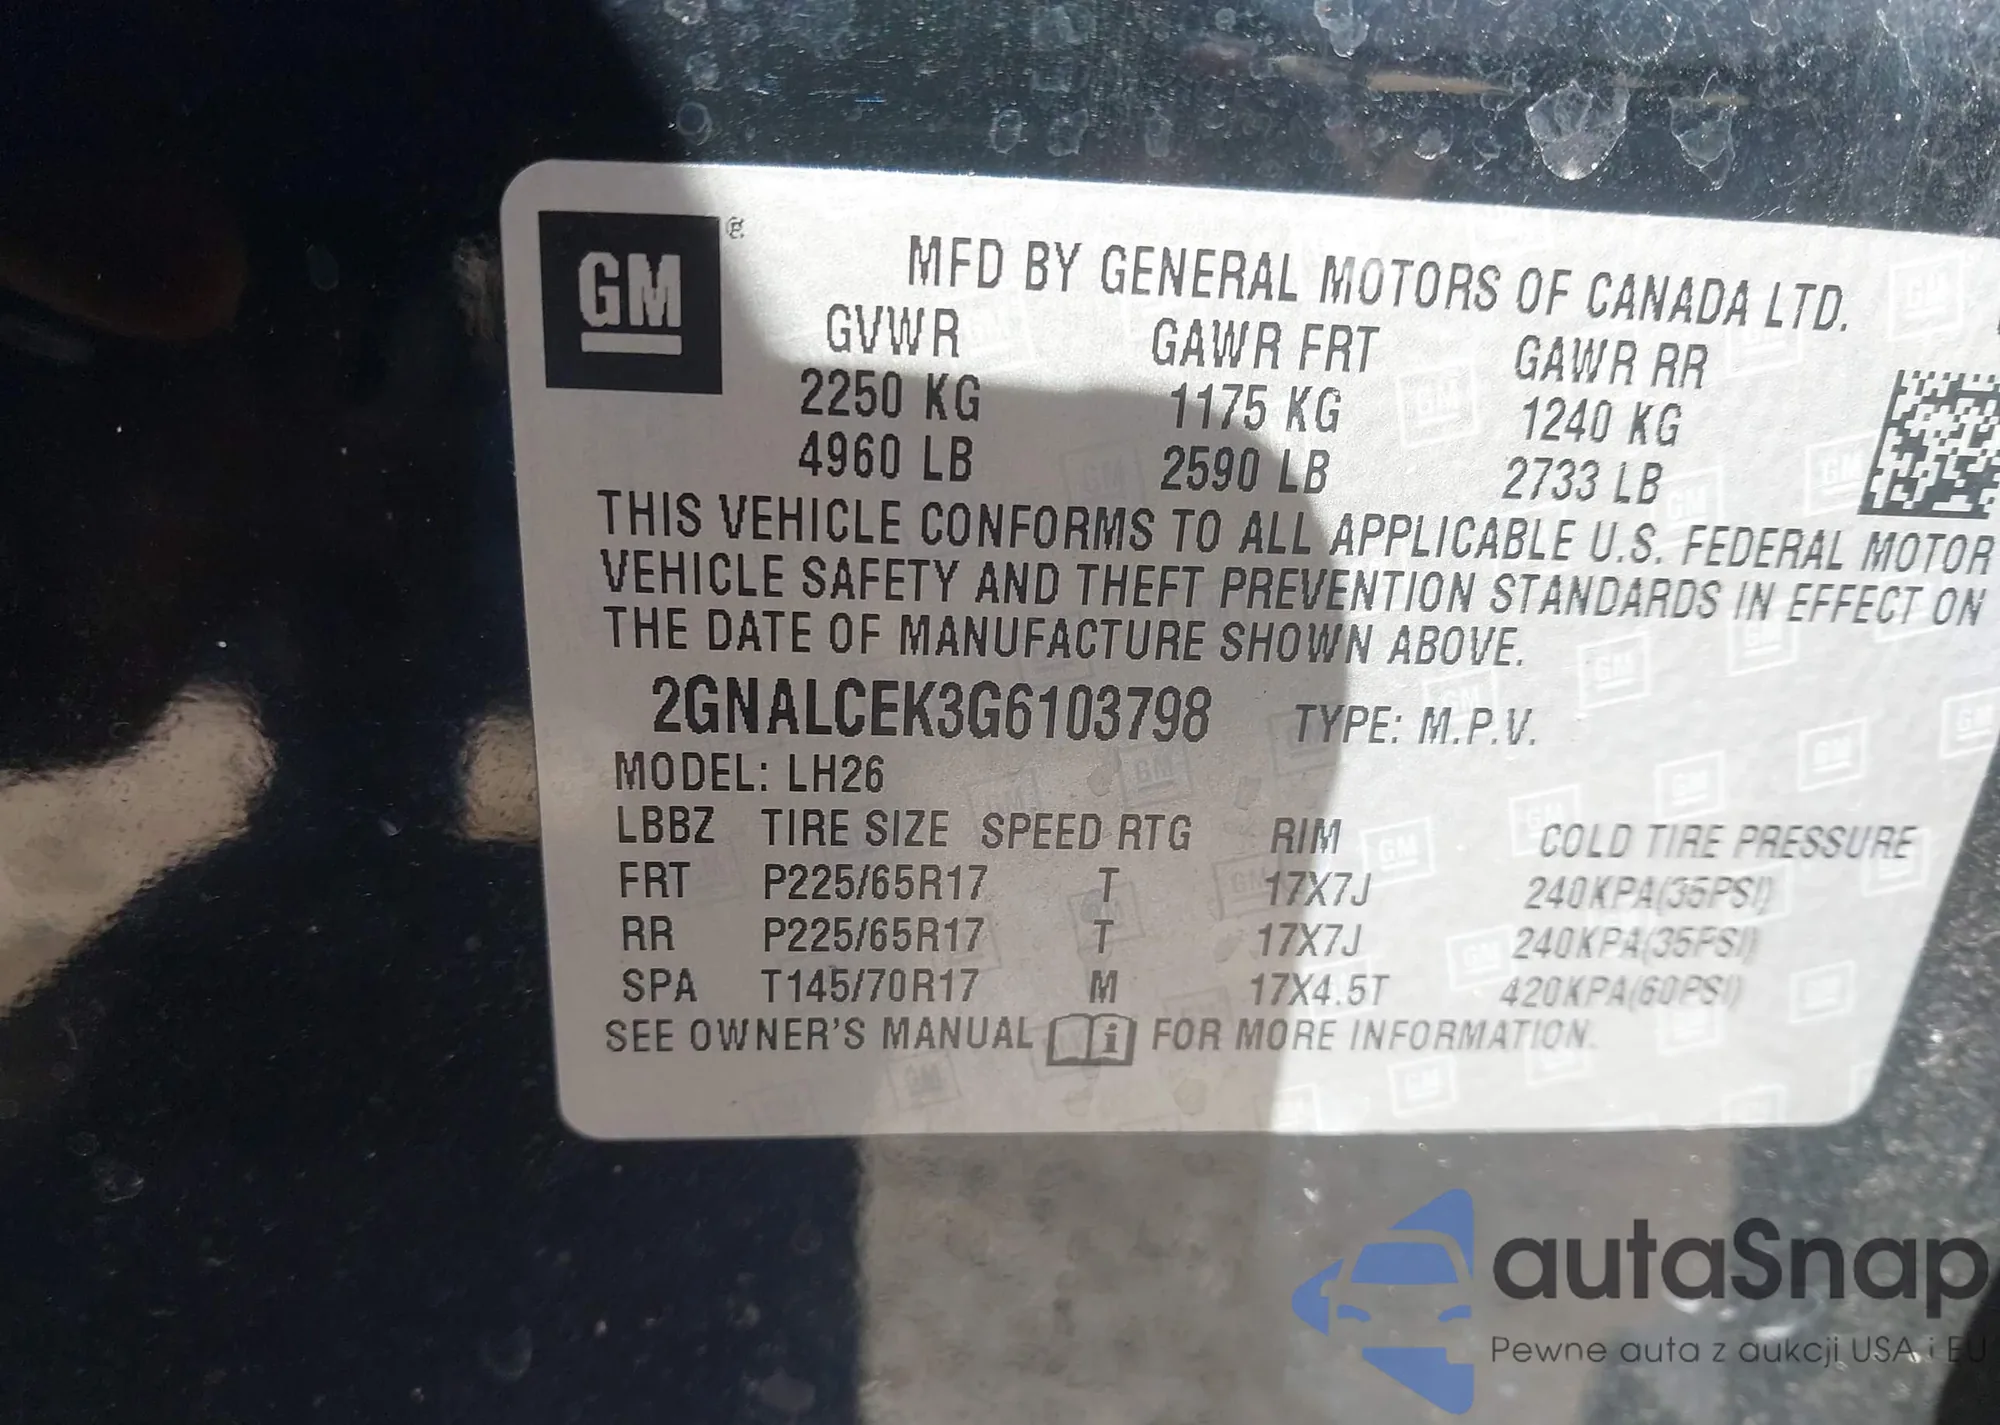 GM ®
MFD BY GENERAL MOTORS OF CANADA LTD.
GVWR GAWR FRT GAWR RR
2250 KG 1175 KG 1240 KG
4960 LB 2590 LB 2733 LB
THIS VEHICLE CONFORMS TO ALL APPLICABLE U.S. FEDERAL MOTOR
VEHICLE SAFETY AND THEFT PREVENTION STANDARDS IN EFFECT ON
THE DATE OF MANUFACTURE SHOWN ABOVE.
2GNALCEK3G6103798 TYPE: M.P.V.
MODEL: LH26
LBBZ TIRE SIZE SPEED RTG RIM COLD TIRE PRESSURE
FRT P225/65R17 T 17X7J 240KPA(35PSI)
RR P225/65R17 T 17X7J 240KPA(35PSI)
SPA T145/70R17 M 17X4.5T 420KPA(60PSI)
SEE OWNER'S MANUAL i FOR MORE INFORMATION.
autaSnap
Pewne auta z aukcji USA i EU